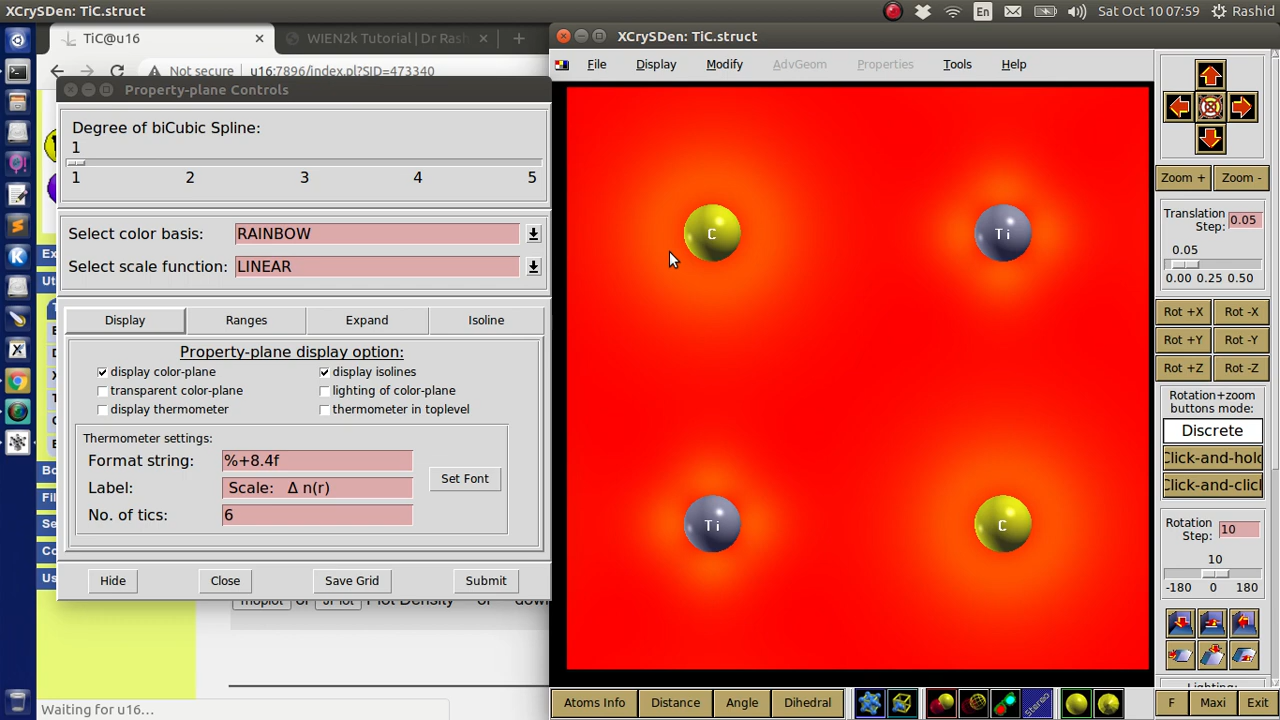 XCrySDen: TiC.struct
En
Sat Oct 10 07:59
Rashid
TiC@u16
WIEN2k Tutorial | Dr Rash
Not secure
u16:7896/index.pl?SID=473340
Property-plane Controls
Degree of biCubic Spline:
1
1 2 3 4 5
Select color basis:
RAINBOW
Select scale function:
LINEAR
Display
Ranges
Expand
Isoline
Property-plane display option:
display color-plane
display isolines
transparent color-plane
lighting of color-plane
display thermometer
thermometer in toplevel
Thermometer settings:
Format string:
%+8.4f
Label:
Scale: Δ n(r)
No. of tics:
6
Set Font
Hide
Close
Save Grid
Submit
Waiting for u16…
XCrySDen: TiC.struct
File
Display
Modify
AdvGeom
Properties
Tools
Help
C
Ti
Ti
C
Zoom +
Zoom -
Translation
Step:
0.05
0.05
0.00 0.25 0.50
Rot +X
Rot -X
Rot +Y
Rot -Y
Rot +Z
Rot -Z
Rotation+zoom
buttons mode:
Discrete
Click-and-hold
Click-and-click
Rotation
Step:
10
10
-180 0 180
Atoms Info
Distance
Angle
Dihedral
Stereo
F
Maxi
Exit